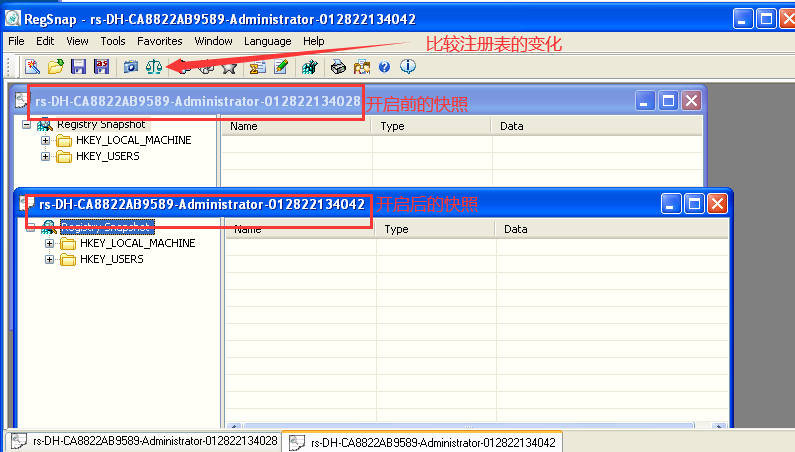 RegSnap - rs-DH-CA8822AB9589-Administrator-012822134042
File Edit View Tools Favorites Window Language Help
比较注册表的变化
rs-DH-CA8822AB9589-Administrator-012822134028 开启前的快照
Registry Snapshot Name Type Data
HKEY_LOCAL_MACHINE
HKEY_USERS
rs-DH-CA8822AB9589-Administrator-012822134042 开启后的快照
Registry Snapshot Name Type Data
HKEY_LOCAL_MACHINE
HKEY_USERS
rs-DH-CA8822AB9589-Administrator-012822134028 rs-DH-CA8822AB9589-Administrator-012822134042